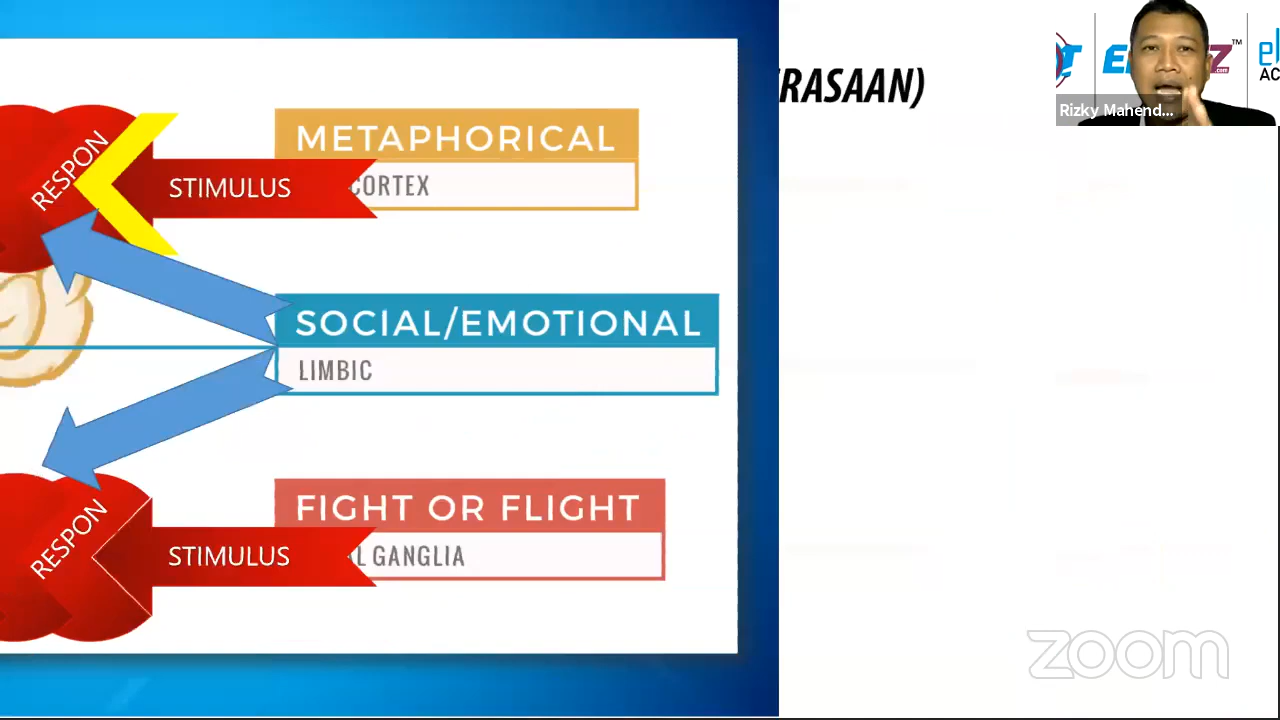 RASAAN)
Rizky Mahend...
METAPHORICAL
CORTEX
RESPON
STIMULUS
SOCIAL/EMOTIONAL
LIMBIC
FIGHT OR FLIGHT
L GANGLIA
RESPON
STIMULUS
zoom